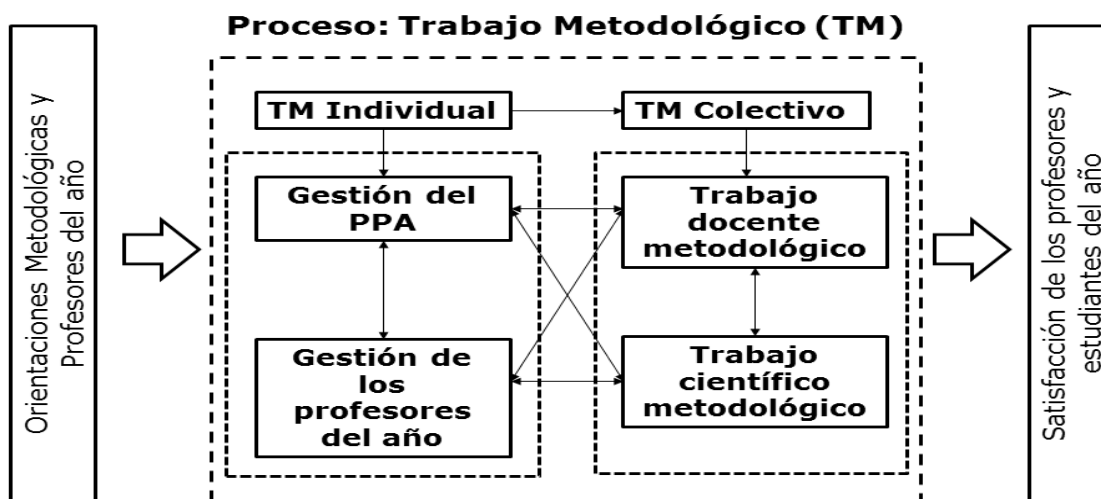 Proceso: Trabajo Metodológico (TM)
Orientaciones Metodológicas y
Profesores del año
TM Individual
TM Colectivo
Gestión del
PPA
Trabajo
docente
metodológico
Gestión de
los
profesores
del año
Trabajo
científico
metodológico
Satisfacción de los profesores y
estudiantes del año